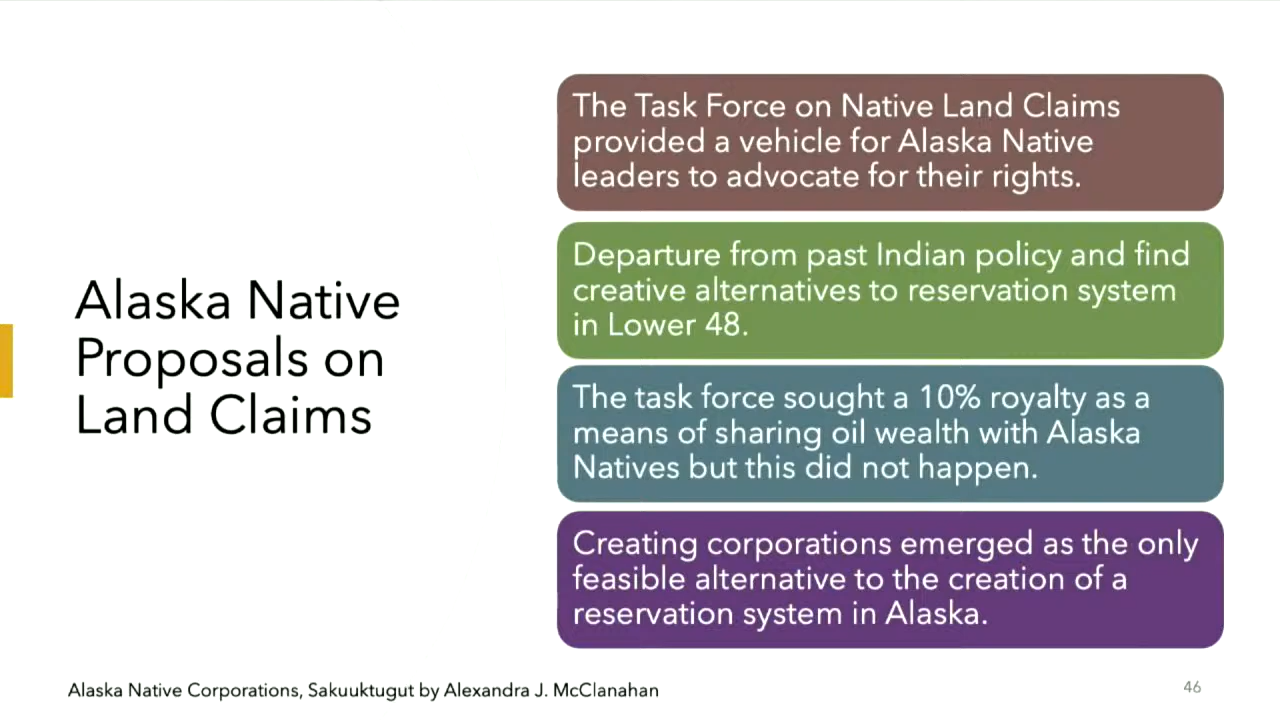 Alaska Native
Proposals on
Land Claims
The Task Force on Native Land Claims
provided a vehicle for Alaska Native
leaders to advocate for their rights.
Departure from past Indian policy and find
creative alternatives to reservation system
in Lower 48.
The task force sought a 10% royalty as a
means of sharing oil wealth with Alaska
Natives but this did not happen.
Creating corporations emerged as the only
feasible alternative to the creation of a
reservation system in Alaska.
Alaska Native Corporations, Sakuuktugut by Alexandra J. McClanahan
46